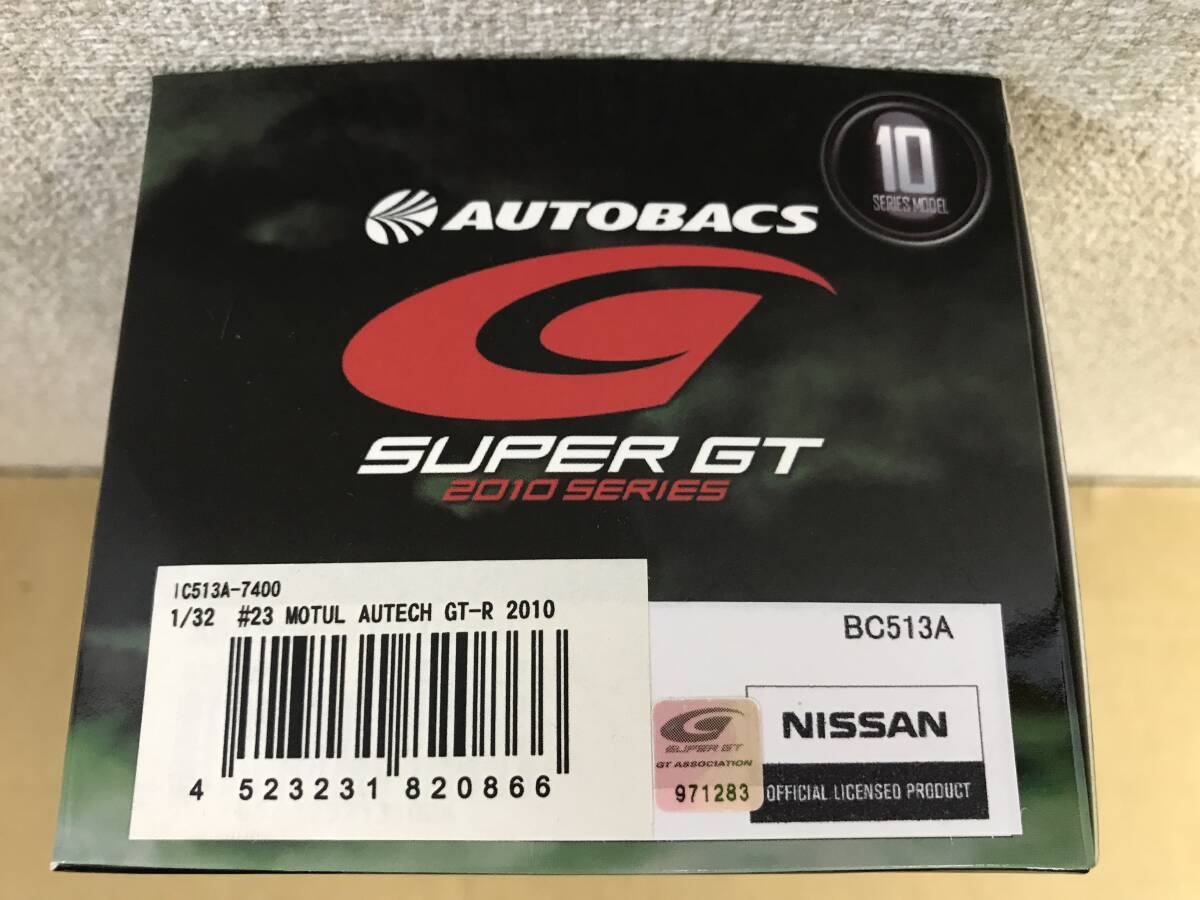 10
SERIES MODEL
AUTOBACS
SUPER GT
2010 SERIES
IC513A-7400
1/32 #23 MOTUL AUTECH GT-R 2010
4 523231 820866
BC513A
SUPER GT
GT ASSOCIATION
971283
NISSAN
OFFICIAL LICENSED PRODUCT